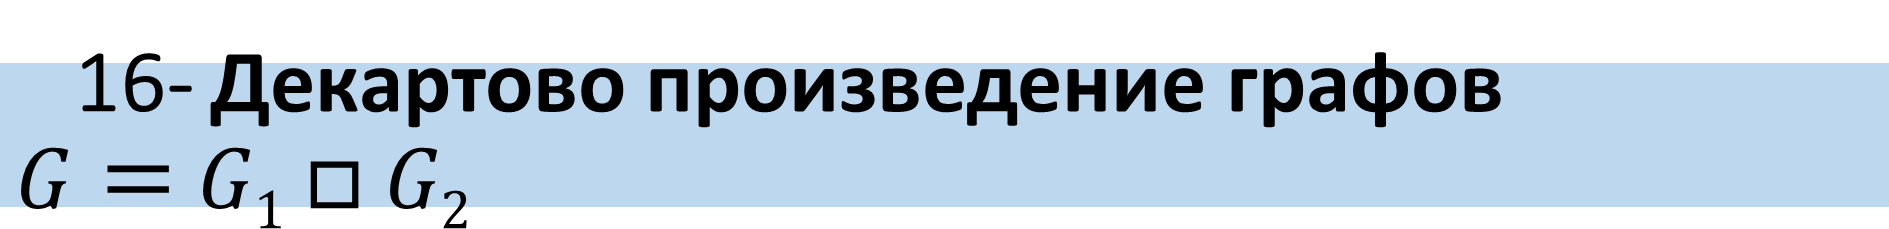 16- Декартово произведение графов
G = G₁ □ G₂